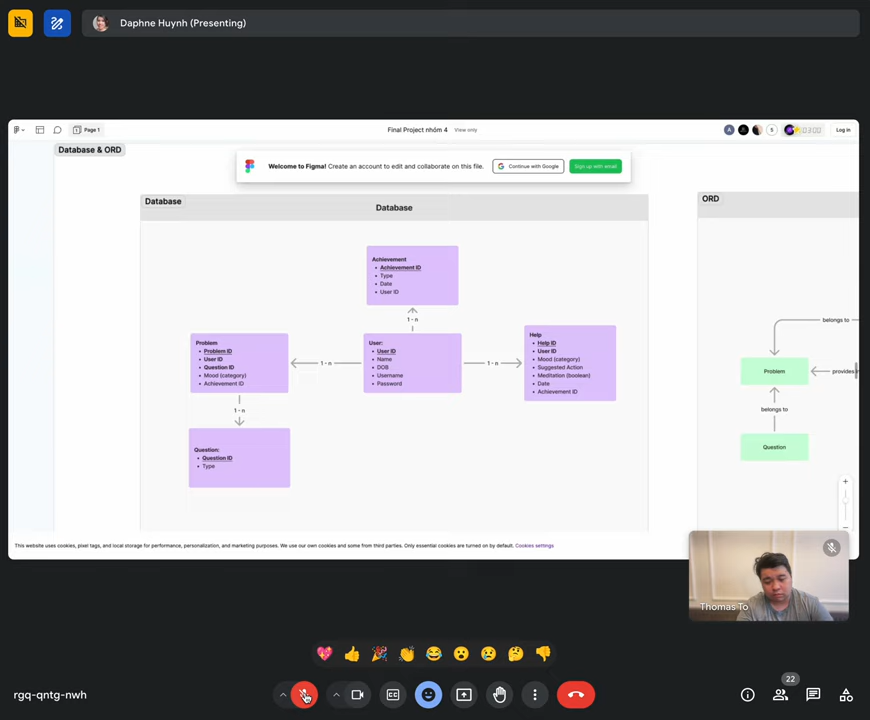 Daphne Huynh (Presenting)
Page 1
Final Project nhóm 4
View only
A
S
Log in
Database & ORD
Welcome to Figma! Create an account to edit and collaborate on this file.
Continue with Google
Sign up with email
Database
Database
ORD
Achievement
Achievement ID
Type
Date
User ID
1 - n
Problem
Problem ID
User ID
Question ID
Mood (category)
Achievement ID
1 - n
User:
User ID
Name
DOB
Username
Password
1 - n
Help
Help ID
User ID
Mood (category)
Suggested Action
Meditation (boolean)
Date
Achievement ID
1 - n
Question:
Question ID
Type
belongs to
Problem
provides
belongs to
Question
This website uses cookies, pixel tags, and local storage for performance, personalization, and marketing purposes. We use our own cookies and some from third parties. Only essential cookies are turned on by default. Cookies settings
Thomas To
rgq-qntg-nwh
CC
22